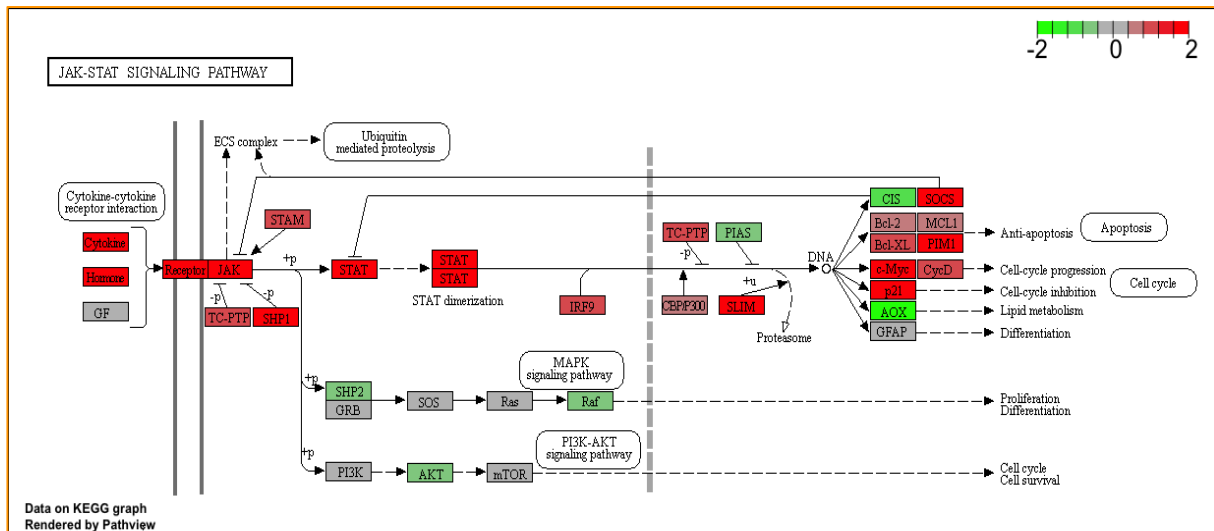 -2 0 2
JAK-STAT SIGNALING PATHWAY
ECS complex
Ubiquitin
mediated proteolysis
Cytokine-cytokine
receptor interaction
Cytokine
Hormone
GF
Receptor
JAK
STAM
TC-PTP
SHP1
-p
-p
+p
STAT
STAT
STAT
STAT dimerization
IRF9
TC-PTP
PIAS
-p
+u
CBP/P300
SLIM
Proteasome
DNA
CIS
SOCS
Bcl-2
MCL1
Bcl-XL
PIM1
c-Myc
CycD
p21
AOX
GFAP
Anti-apoptosis
Apoptosis
Cell-cycle progression
Cell-cycle inhibition
Cell cycle
Lipid metabolism
Differentiation
+p
SHP2
GRB
SOS
Ras
Raf
MAPK
signaling pathway
Proliferation
Differentiation
+p
PI3K
AKT
mTOR
PI3K-AKT
signaling pathway
Cell cycle
Cell survival
Data on KEGG graph
Rendered by Pathview